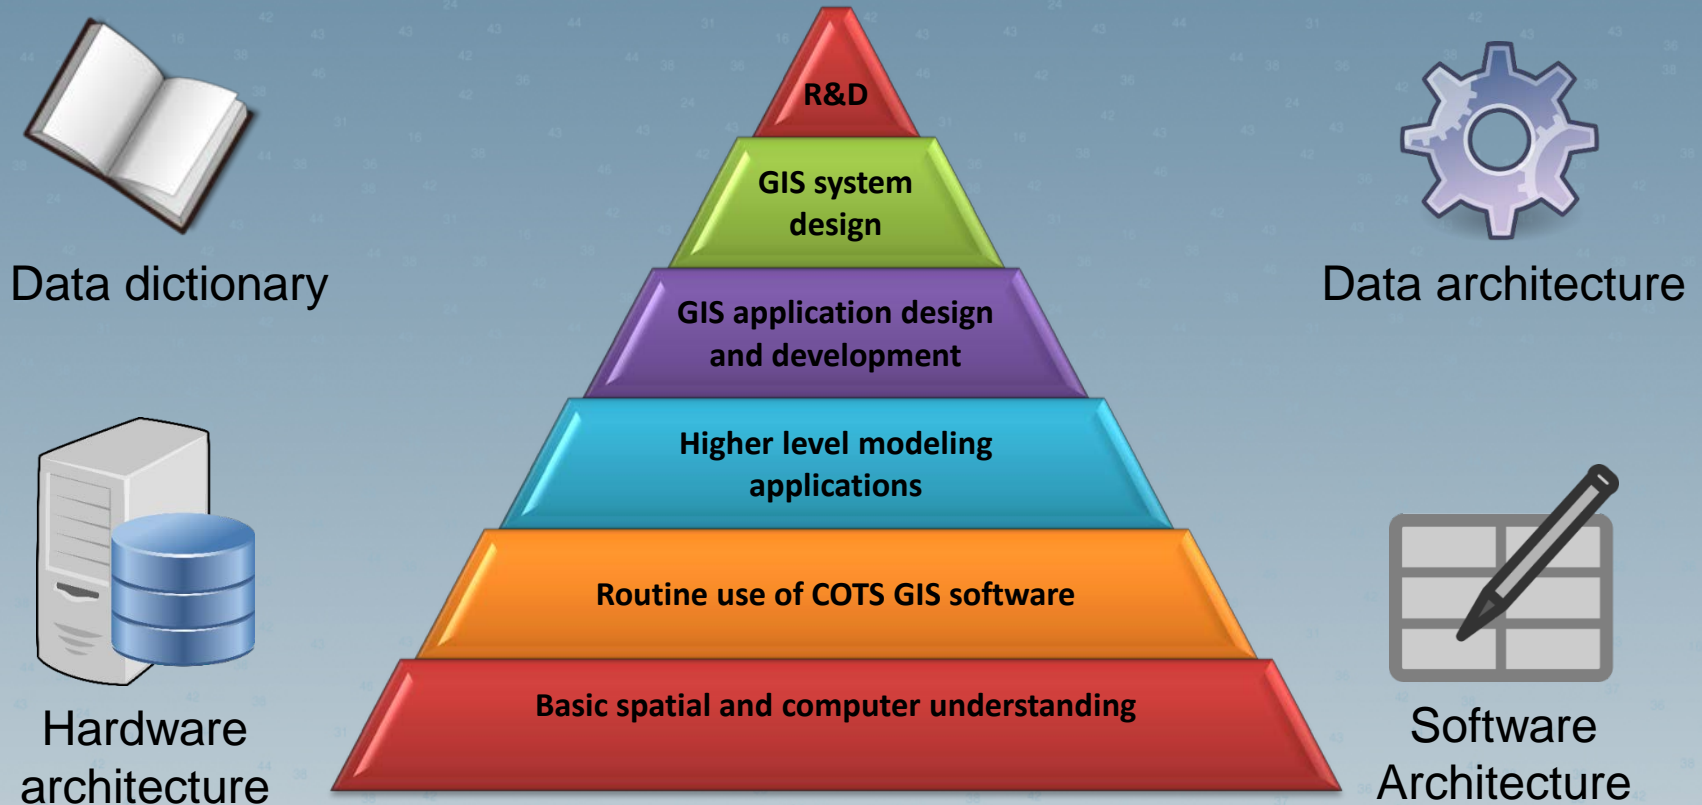 R&D
GIS system
design
Data dictionary
Data architecture
GIS application design
and development
Higher level modeling
applications
Routine use of COTS GIS software
Basic spatial and computer understanding
Hardware
architecture
Software
Architecture